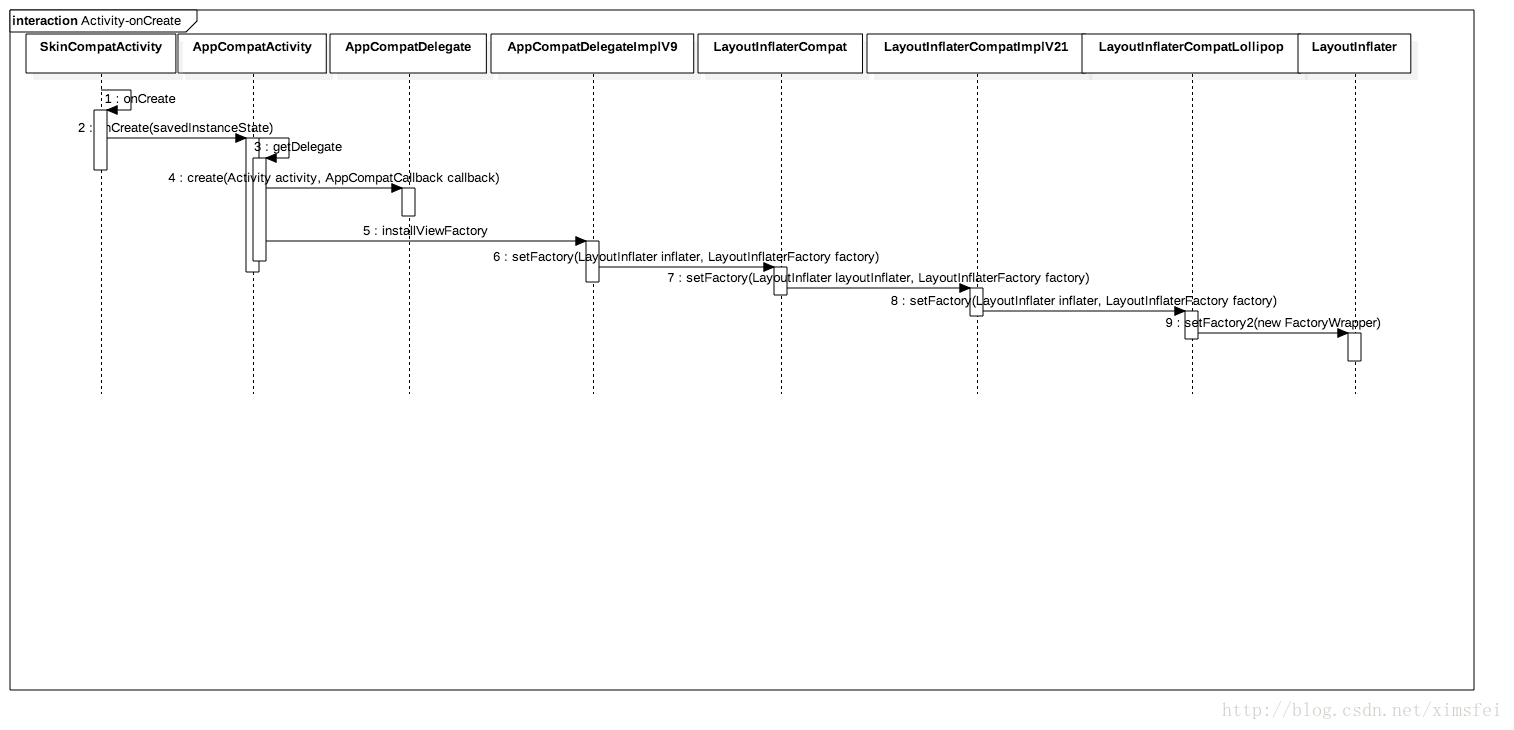 interaction Activity-onCreate
SkinCompatActivity
AppCompatActivity
AppCompatDelegate
AppCompatDelegateImplV9
LayoutInflaterCompat
LayoutInflaterCompatImplV21
LayoutInflaterCompatLollipop
LayoutInflater
1 : onCreate
2 : onCreate(savedInstanceState)
3 : getDelegate
4 : create(Activity activity, AppCompatCallback callback)
5 : installViewFactory
6 : setFactory(LayoutInflater inflater, LayoutInflaterFactory factory)
7 : setFactory(LayoutInflater layoutInflater, LayoutInflaterFactory factory)
8 : setFactory(LayoutInflater inflater, LayoutInflaterFactory factory)
9 : setFactory2(new FactoryWrapper)
http://blog.csdn.net/ximsfei